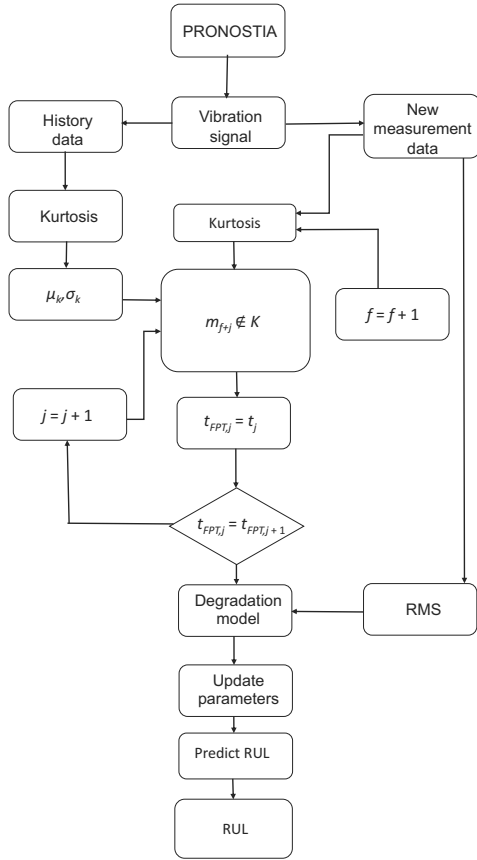 PRONOSTIA
History
data
Vibration
signal
New
measurement
data
Kurtosis
Kurtosis
μk,σk
mf+j ∉ K
f = f + 1
j = j + 1
tFPT,j = tj
tFPT,j = tFPT,j + 1
Degradation
model
RMS
Update
parameters
Predict RUL
RUL